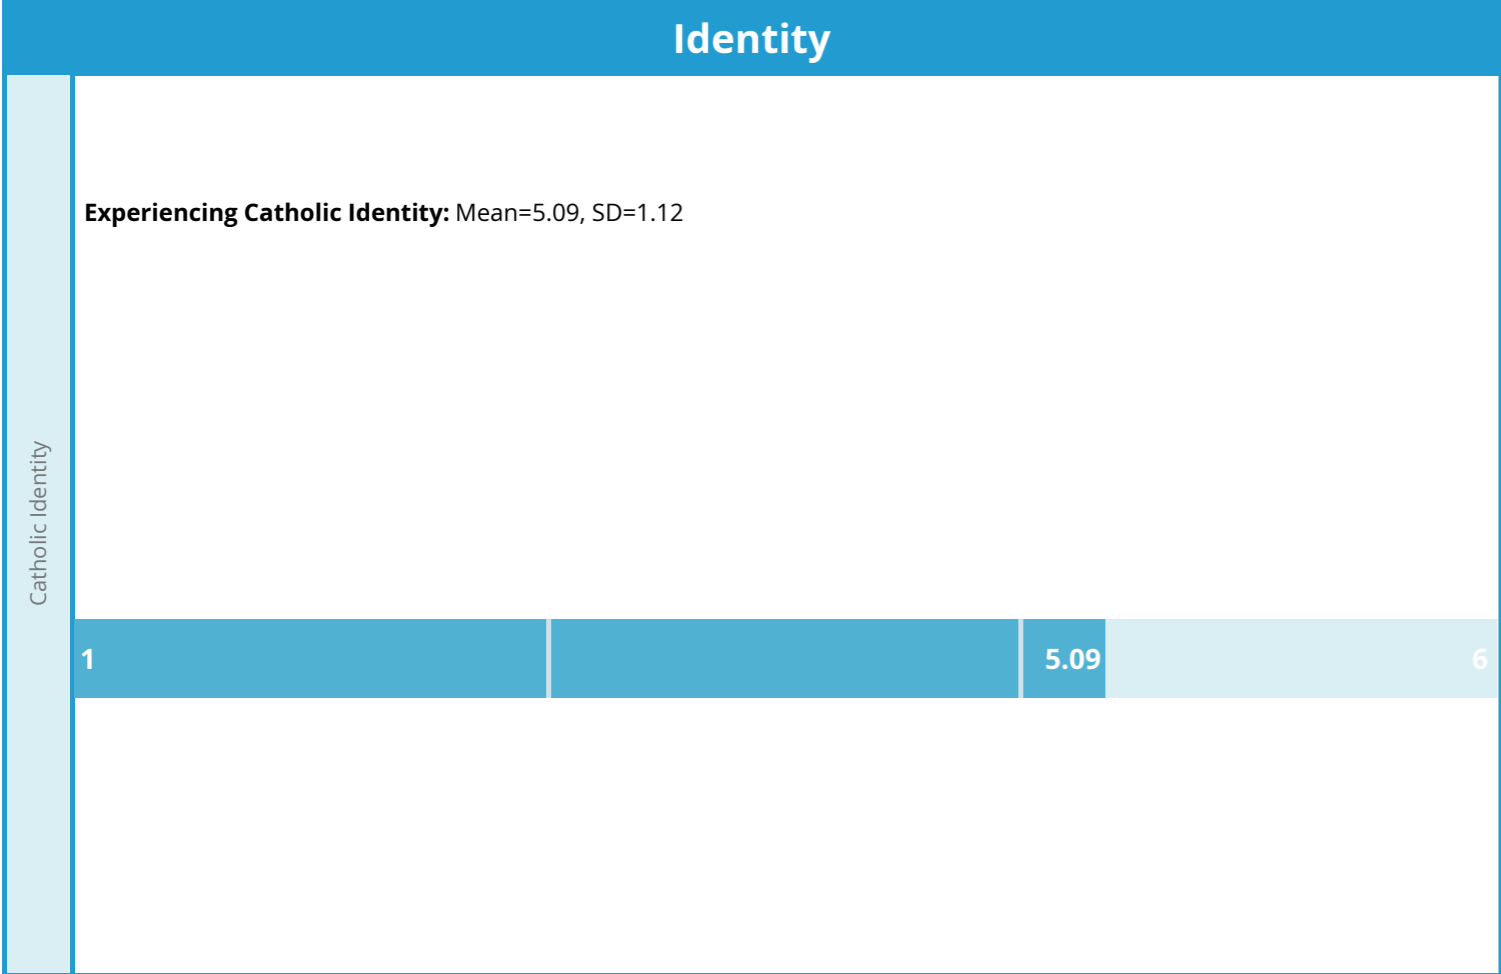 Identity
Catholic Identity
Experiencing Catholic Identity: Mean=5.09, SD=1.12
1
5.09
6